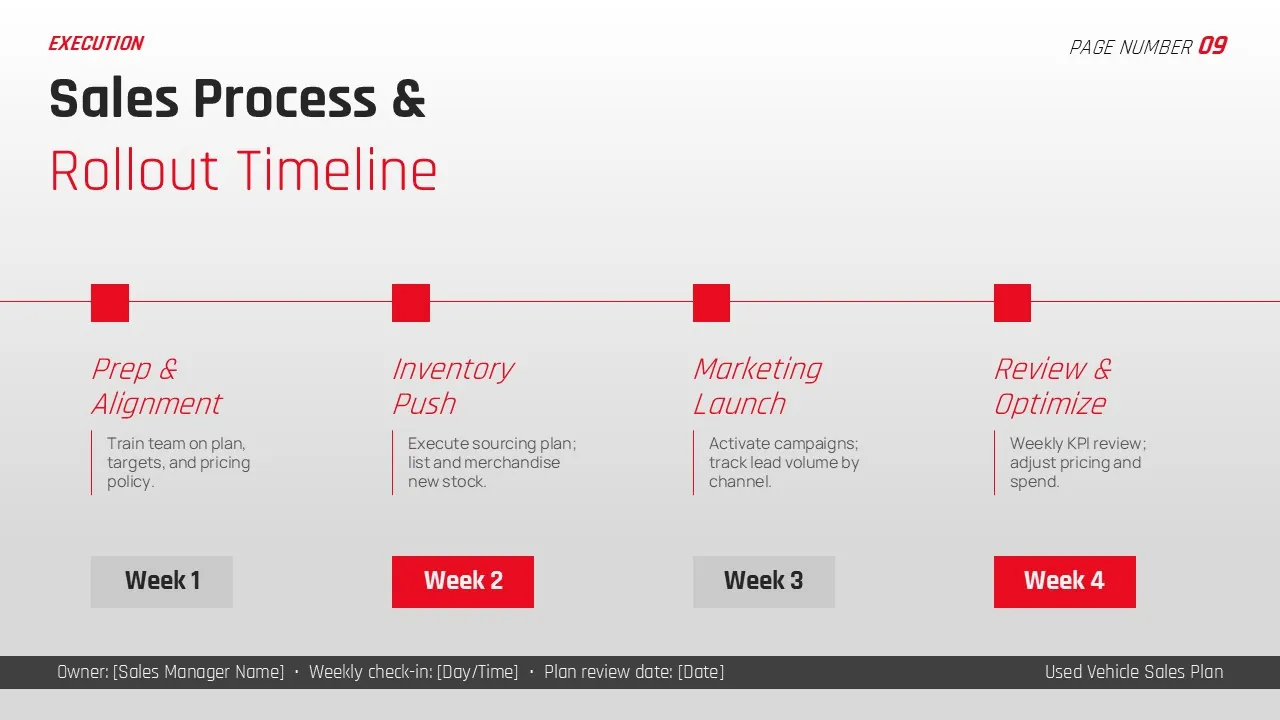 EXECUTION
PAGE NUMBER 09
Sales Process &
Rollout Timeline
Prep &
Alignment
Train team on plan,
targets, and pricing
policy.
Week 1
Inventory
Push
Execute sourcing plan;
list and merchandise
new stock.
Week 2
Marketing
Launch
Activate campaigns;
track lead volume by
channel.
Week 3
Review &
Optimize
Weekly KPI review;
adjust pricing and
spend.
Week 4
Owner: [Sales Manager Name] • Weekly check-in: [Day/Time] • Plan review date: [Date]
Used Vehicle Sales Plan